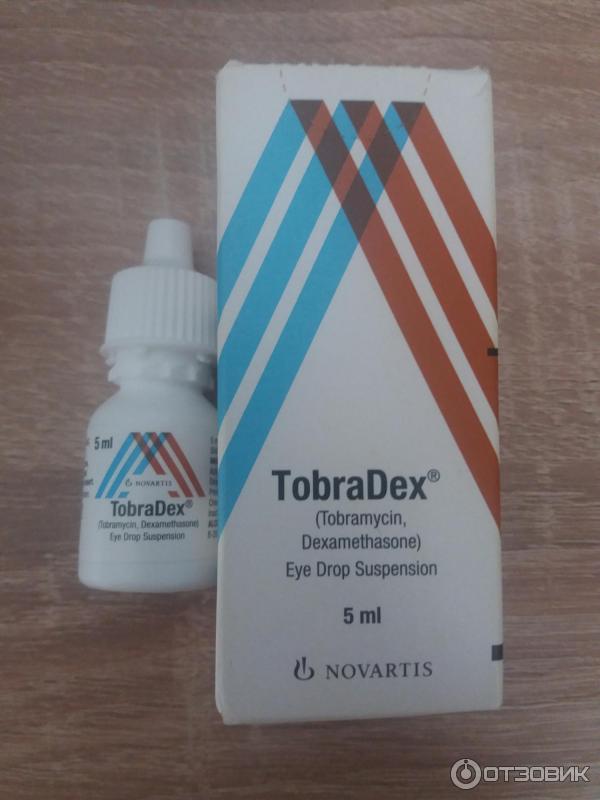 5 ml
NOVARTIS
TobraDex®
(Tobramycin, Dexamethasone)
Eye Drop Suspension
TobraDex®
(Tobramycin,
Dexamethasone)
Eye Drop Suspension
5 ml
NOVARTIS
ОТЗОВИК